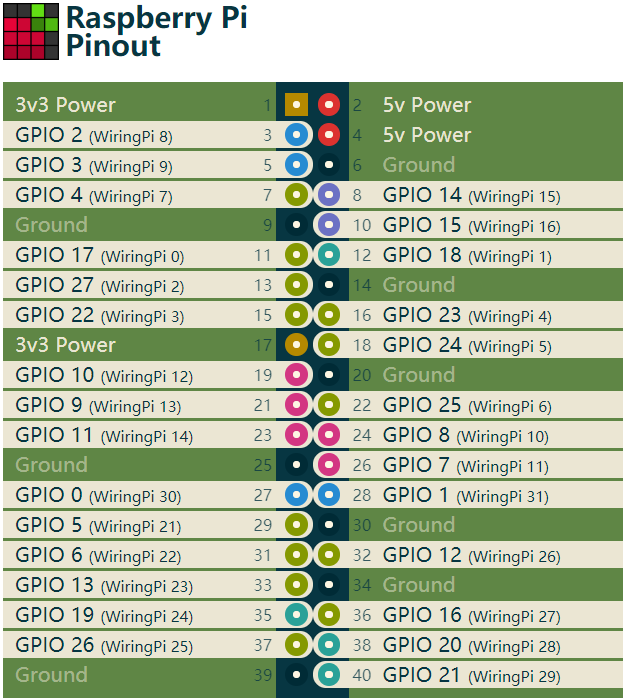 Raspberry Pi
Pinout
3v3 Power 1 2 5v Power
GPIO 2 (WiringPi 8) 3 4 5v Power
GPIO 3 (WiringPi 9) 5 6 Ground
GPIO 4 (WiringPi 7) 7 8 GPIO 14 (WiringPi 15)
Ground 9 10 GPIO 15 (WiringPi 16)
GPIO 17 (WiringPi 0) 11 12 GPIO 18 (WiringPi 1)
GPIO 27 (WiringPi 2) 13 14 Ground
GPIO 22 (WiringPi 3) 15 16 GPIO 23 (WiringPi 4)
3v3 Power 17 18 GPIO 24 (WiringPi 5)
GPIO 10 (WiringPi 12) 19 20 Ground
GPIO 9 (WiringPi 13) 21 22 GPIO 25 (WiringPi 6)
GPIO 11 (WiringPi 14) 23 24 GPIO 8 (WiringPi 10)
Ground 25 26 GPIO 7 (WiringPi 11)
GPIO 0 (WiringPi 30) 27 28 GPIO 1 (WiringPi 31)
GPIO 5 (WiringPi 21) 29 30 Ground
GPIO 6 (WiringPi 22) 31 32 GPIO 12 (WiringPi 26)
GPIO 13 (WiringPi 23) 33 34 Ground
GPIO 19 (WiringPi 24) 35 36 GPIO 16 (WiringPi 27)
GPIO 26 (WiringPi 25) 37 38 GPIO 20 (WiringPi 28)
Ground 39 40 GPIO 21 (WiringPi 29)